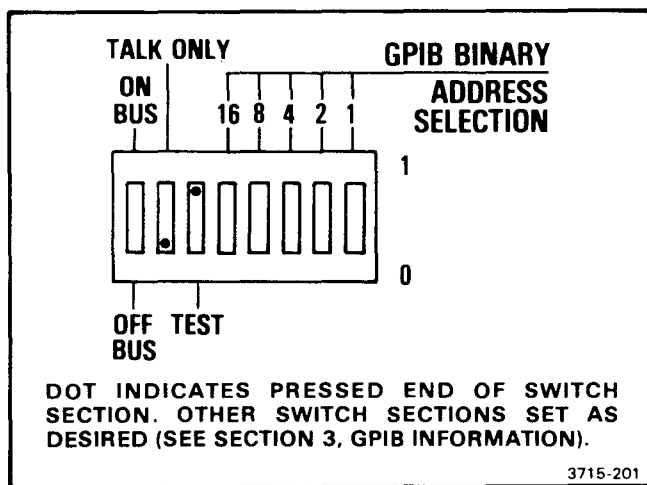 TALK ONLY
GPIB BINARY
ADDRESS
SELECTION
ON
BUS
16 8 4 2 1
1
0
OFF
BUS
TEST
DOT INDICATES PRESSED END OF SWITCH
SECTION. OTHER SWITCH SECTIONS SET AS
DESIRED (SEE SECTION 3, GPIB INFORMATION).
3715-201